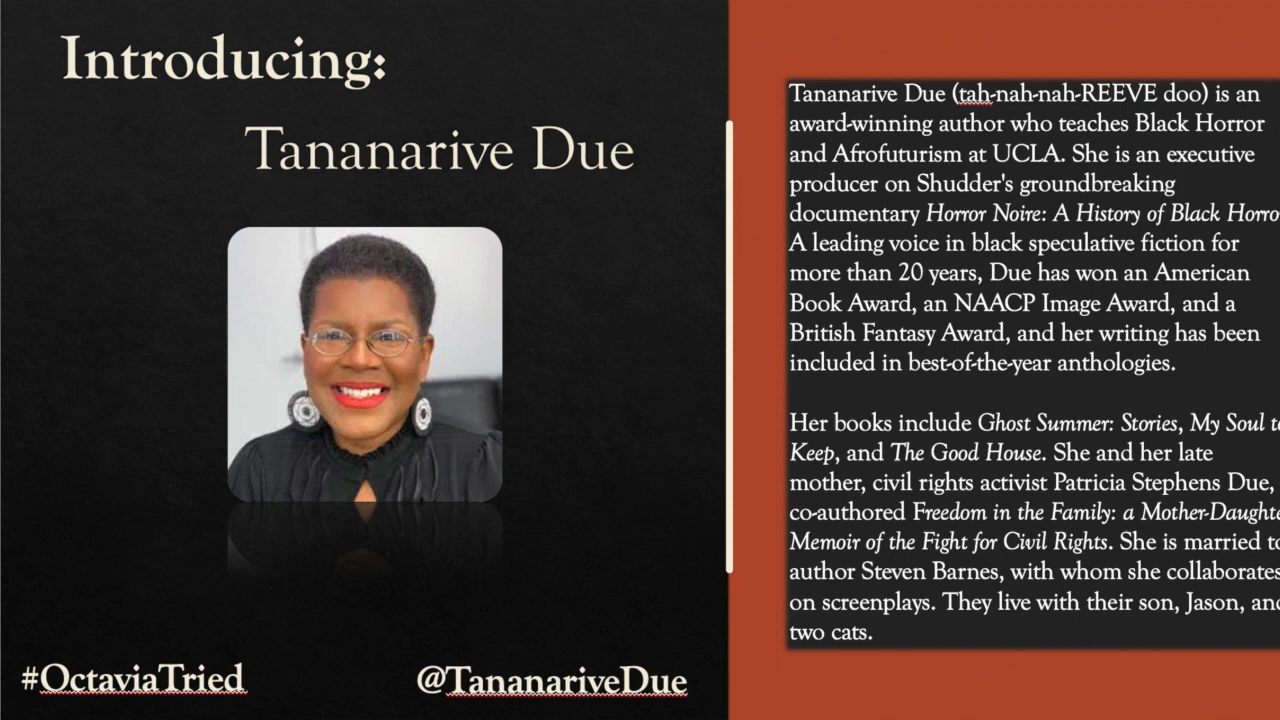 Introducing:
Tananarive Due
#OctaviaTried
@TananariveDue
Tananarive Due (tah-nah-nah-REEVE doo) is an
award-winning author who teaches Black Horror
and Afrofuturism at UCLA. She is an executive
producer on Shudder's groundbreaking
documentary Horror Noire: A History of Black Horro
A leading voice in black speculative fiction for
more than 20 years, Due has won an American
Book Award, an NAACP Image Award, and a
British Fantasy Award, and her writing has been
included in best-of-the-year anthologies.
Her books include Ghost Summer: Stories, My Soul to
Keep, and The Good House. She and her late
mother, civil rights activist Patricia Stephens Due,
co-authored Freedom in the Family: a Mother-Daughte
Memoir of the Fight for Civil Rights. She is married to
author Steven Barnes, with whom she collaborates
on screenplays. They live with their son, Jason, and
two cats.